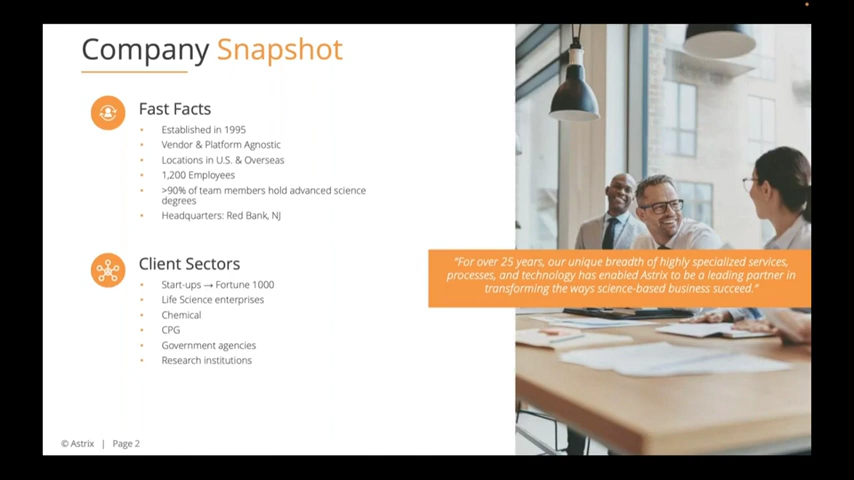 Company Snapshot
Fast Facts
• Established in 1995
• Vendor & Platform Agnostic
• Locations in U.S. & Overseas
• 1,200 Employees
• >90% of team members hold advanced science
degrees
• Headquarters: Red Bank, NJ
Client Sectors
• Start-ups → Fortune 1000
• Life Science enterprises
• Chemical
• CPG
• Government agencies
• Research institutions
"For over 25 years, our unique breadth of highly specialized services,
processes, and technology has enabled Astrix to be a leading partner in
transforming the ways science-based business succeed."
© Astrix | Page 2